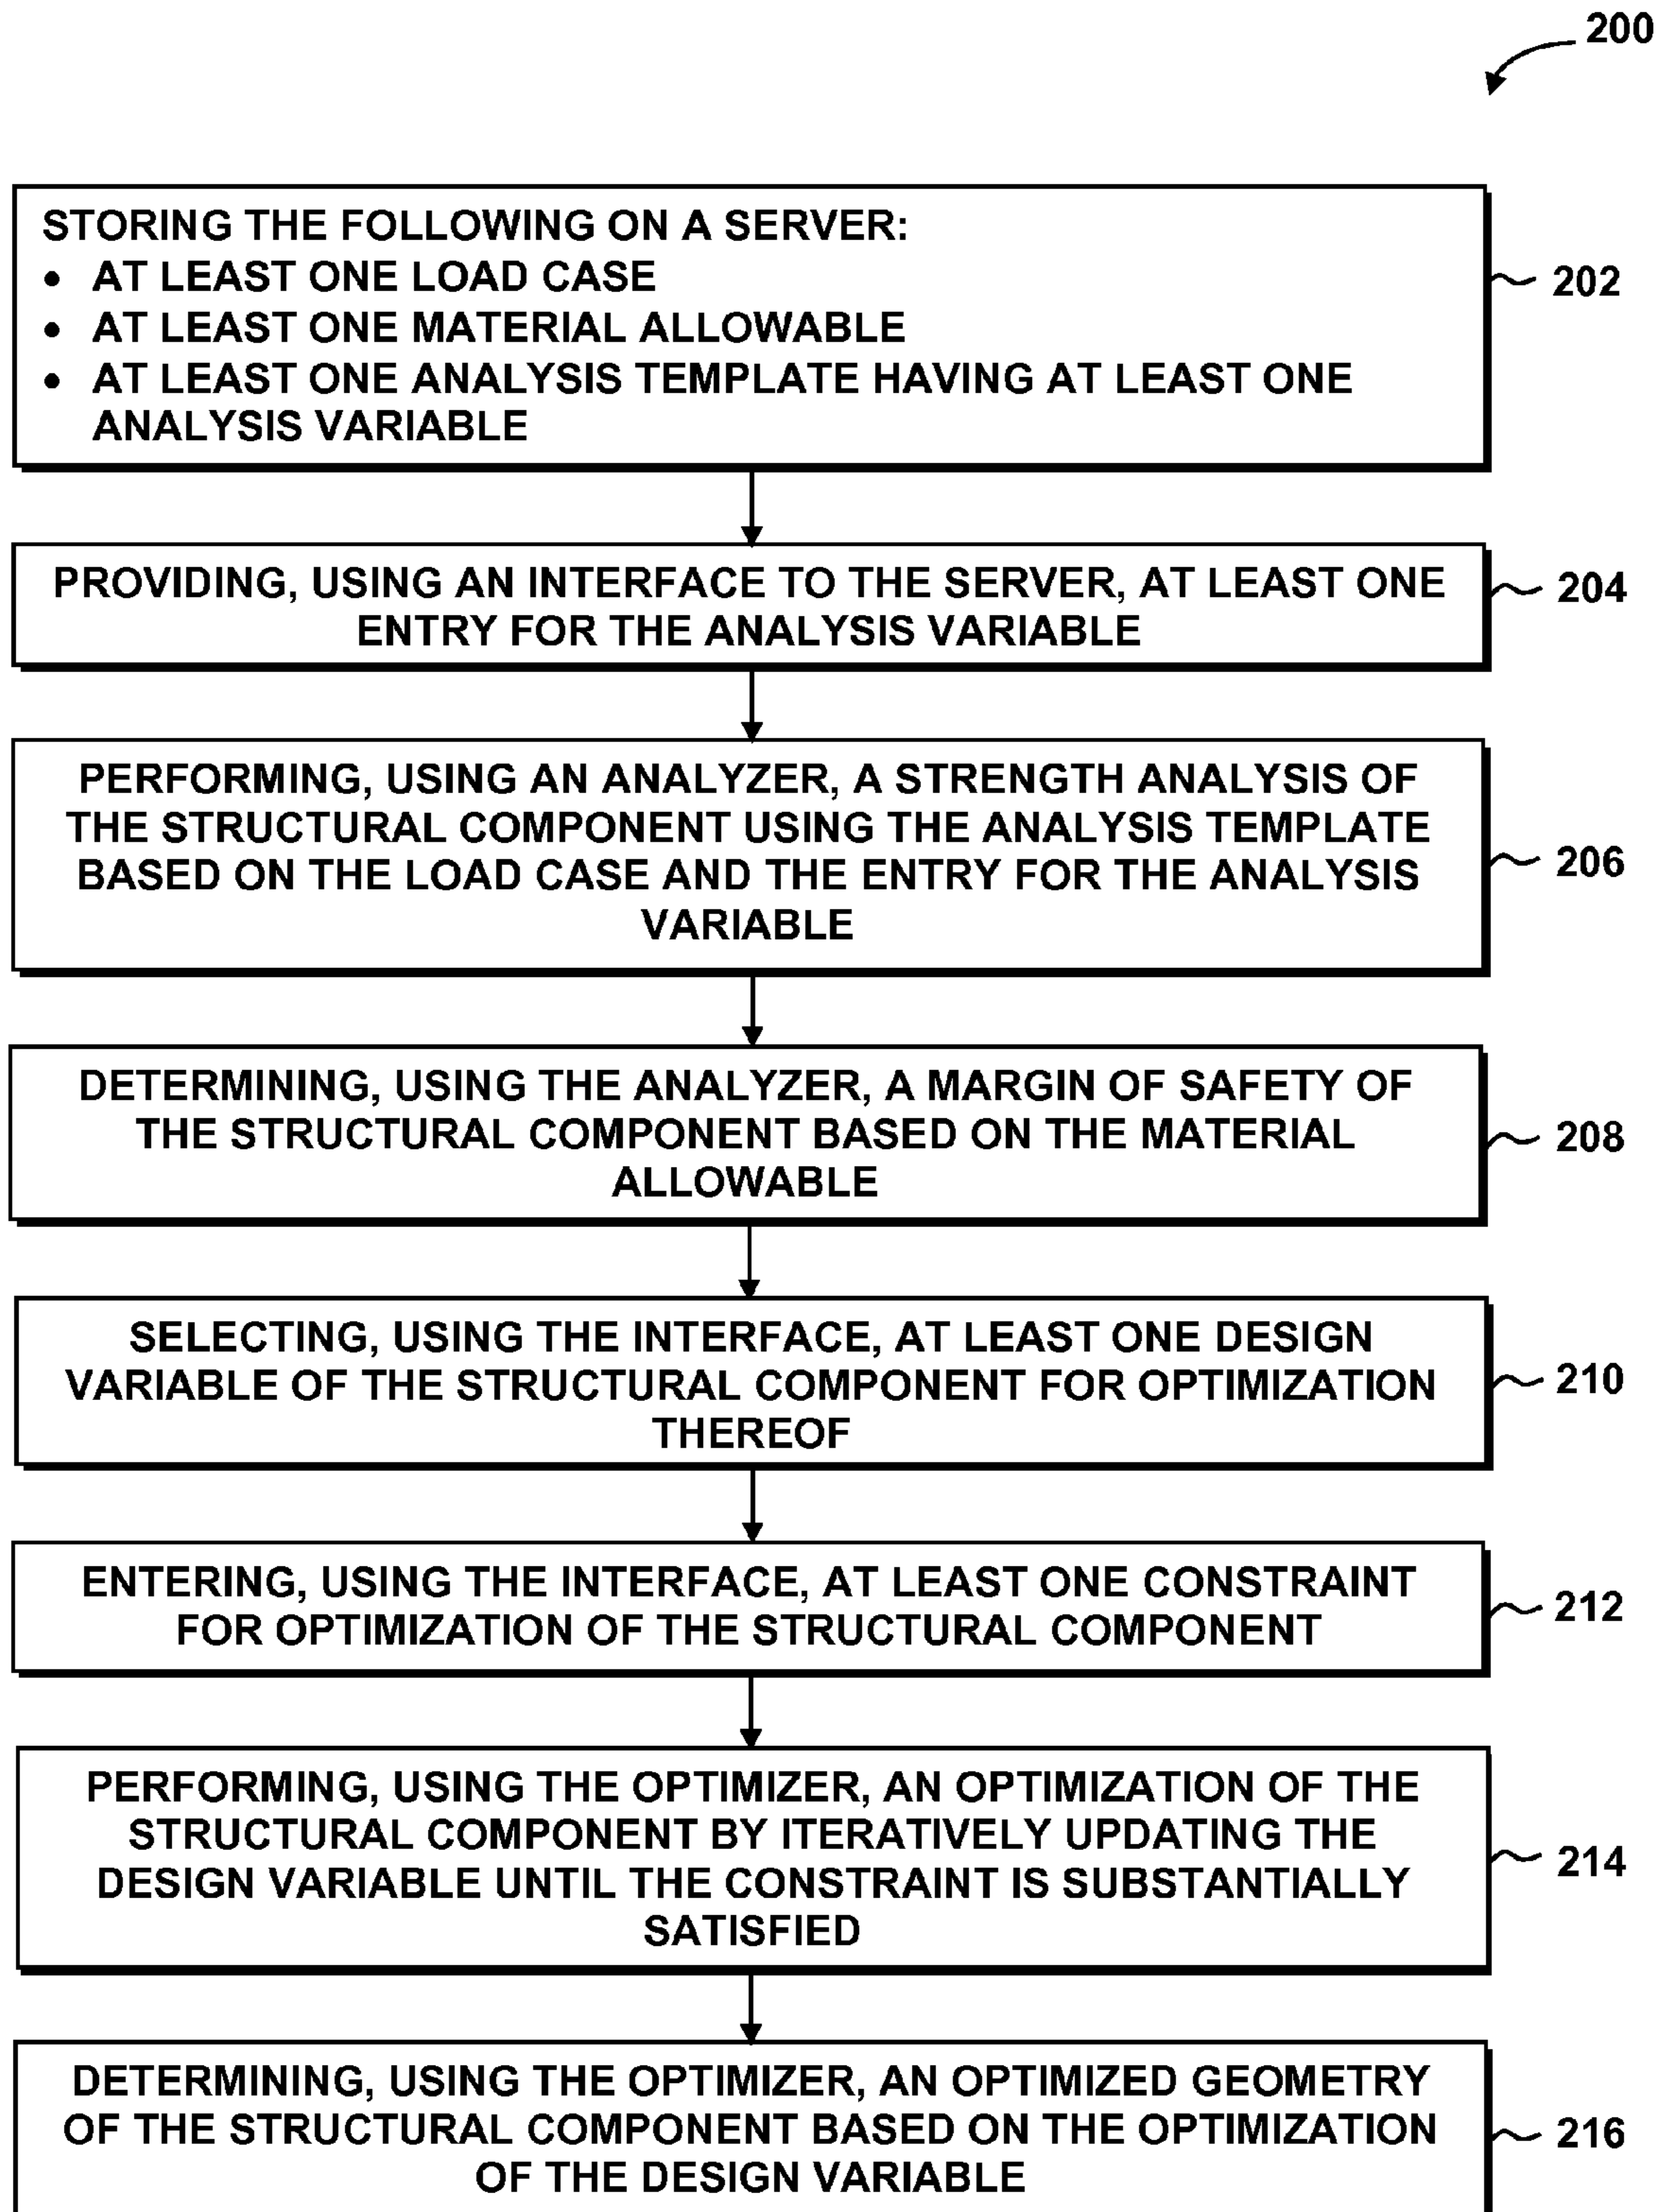 200
STORING THE FOLLOWING ON A SERVER:
• AT LEAST ONE LOAD CASE
• AT LEAST ONE MATERIAL ALLOWABLE
• AT LEAST ONE ANALYSIS TEMPLATE HAVING AT LEAST ONE
ANALYSIS VARIABLE
202
PROVIDING, USING AN INTERFACE TO THE SERVER, AT LEAST ONE
ENTRY FOR THE ANALYSIS VARIABLE
204
PERFORMING, USING AN ANALYZER, A STRENGTH ANALYSIS OF
THE STRUCTURAL COMPONENT USING THE ANALYSIS TEMPLATE
BASED ON THE LOAD CASE AND THE ENTRY FOR THE ANALYSIS
VARIABLE
206
DETERMINING, USING THE ANALYZER, A MARGIN OF SAFETY OF
THE STRUCTURAL COMPONENT BASED ON THE MATERIAL
ALLOWABLE
208
SELECTING, USING THE INTERFACE, AT LEAST ONE DESIGN
VARIABLE OF THE STRUCTURAL COMPONENT FOR OPTIMIZATION
THEREOF
210
ENTERING, USING THE INTERFACE, AT LEAST ONE CONSTRAINT
FOR OPTIMIZATION OF THE STRUCTURAL COMPONENT
212
PERFORMING, USING THE OPTIMIZER, AN OPTIMIZATION OF THE
STRUCTURAL COMPONENT BY ITERATIVELY UPDATING THE
DESIGN VARIABLE UNTIL THE CONSTRAINT IS SUBSTANTIALLY
SATISFIED
214
DETERMINING, USING THE OPTIMIZER, AN OPTIMIZED GEOMETRY
OF THE STRUCTURAL COMPONENT BASED ON THE OPTIMIZATION
OF THE DESIGN VARIABLE
216